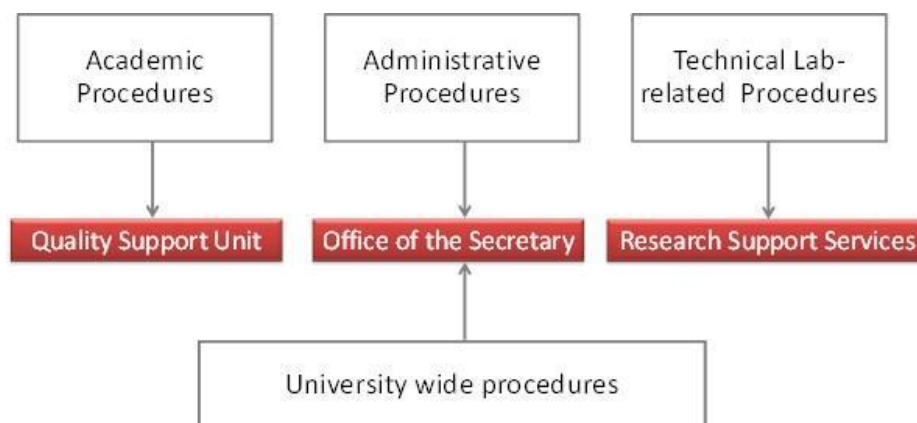 Academic
Procedures
Administrative
Procedures
Technical Lab-
related Procedures
Quality Support Unit
Office of the Secretary
Research Support Services
University wide procedures